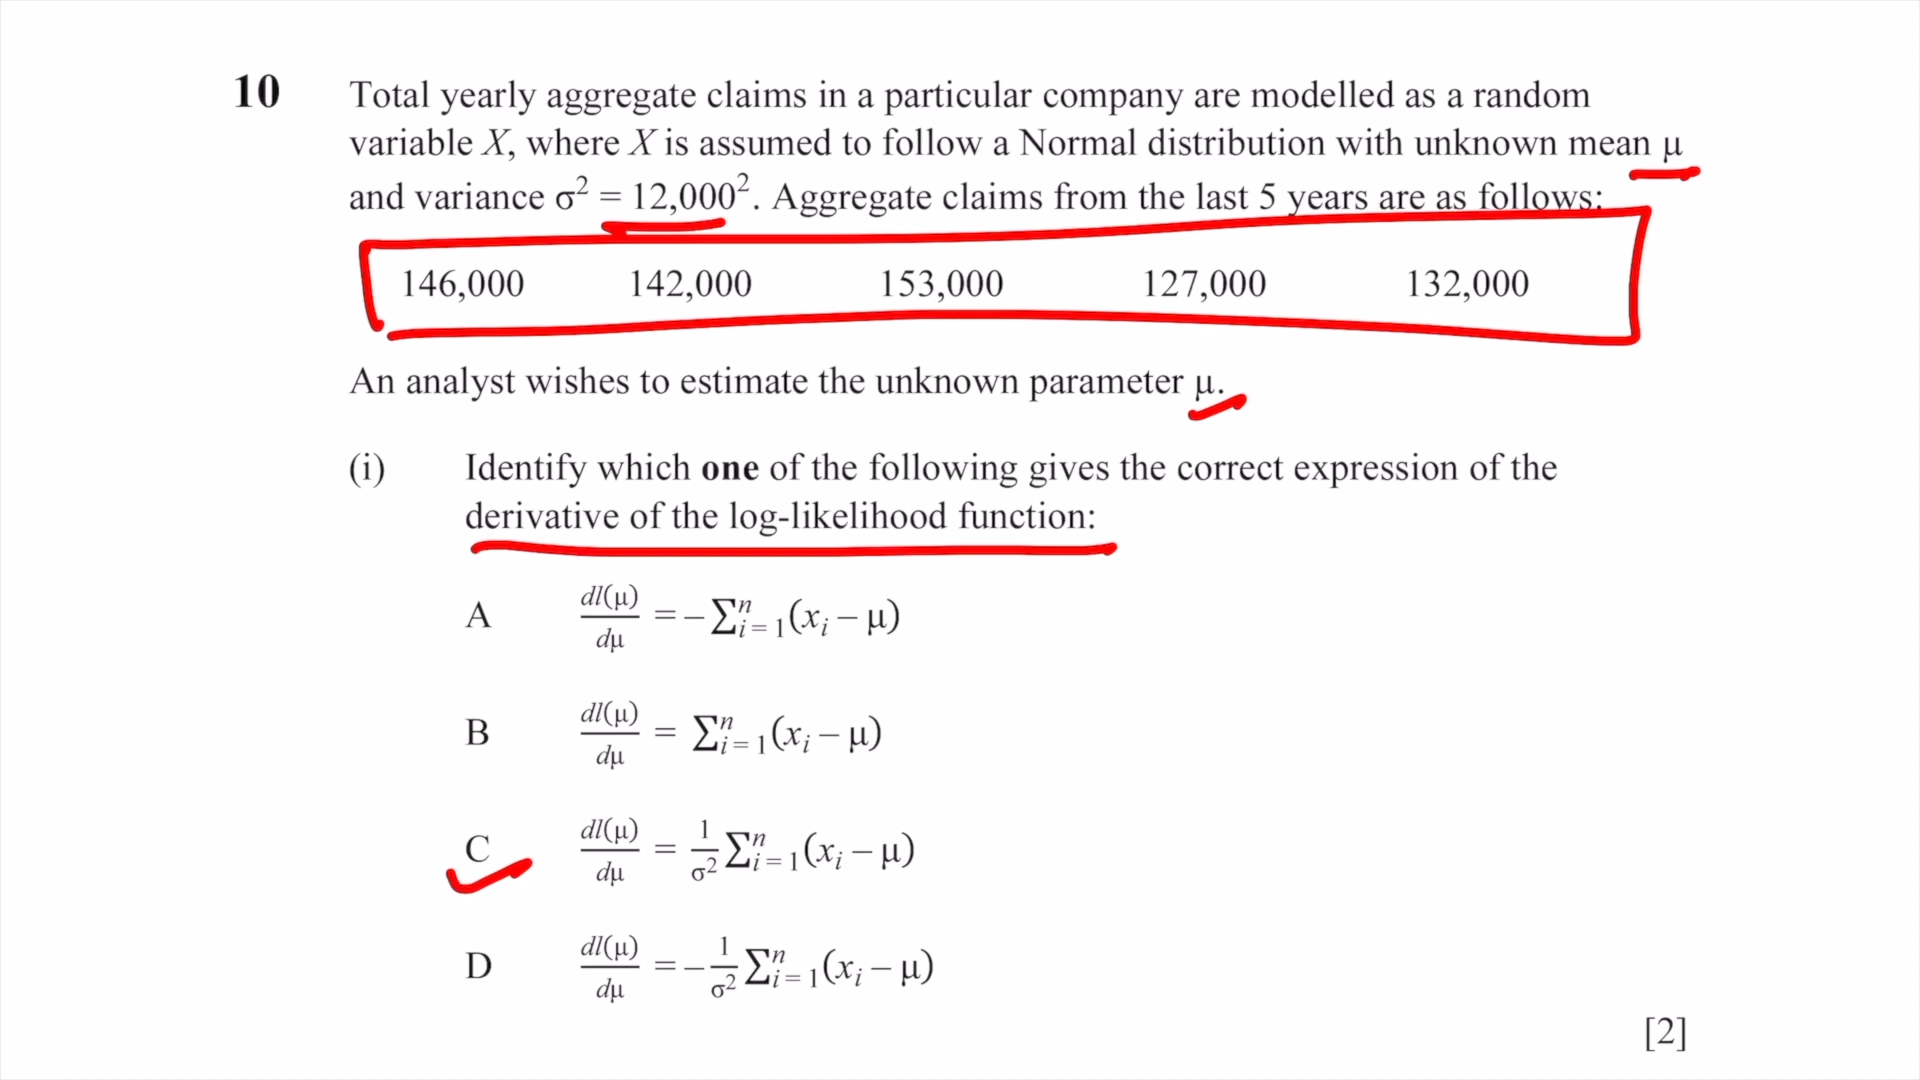 10 Total yearly aggregate claims in a particular company are modelled as a random
variable X, where X is assumed to follow a Normal distribution with unknown mean μ
and variance σ² = 12,000². Aggregate claims from the last 5 years are as follows:
146,000 142,000 153,000 127,000 132,000
An analyst wishes to estimate the unknown parameter μ.
(i) Identify which one of the following gives the correct expression of the
derivative of the log-likelihood function:
A dl(μ)/dμ = − ∑ⁿᵢ₌₁(xᵢ − μ)
B dl(μ)/dμ = ∑ⁿᵢ₌₁(xᵢ − μ)
C dl(μ)/dμ = 1/σ² ∑ⁿᵢ₌₁(xᵢ − μ)
D dl(μ)/dμ = − 1/σ² ∑ⁿᵢ₌₁(xᵢ − μ)
[2]